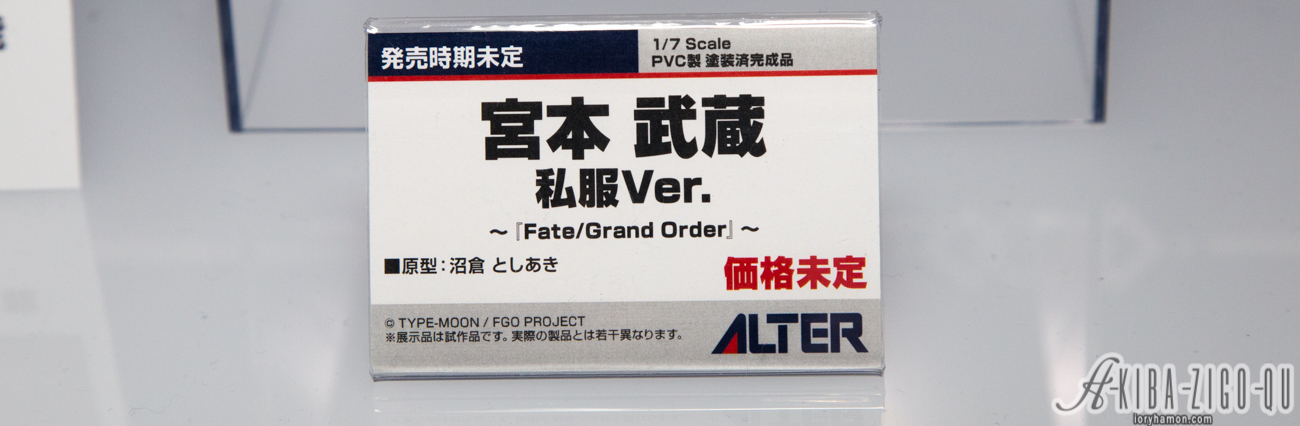 発売時期未定
1/7 Scale
PVC製 塗装済完成品
宮本 武蔵
私服Ver.
～『Fate/Grand Order』～
■原型：沼倉 としあき
価格未定
© TYPE-MOON / FGO PROJECT
※展示品は試作品です。実際の製品とは若干異なります。
ALTER
A-KIBA-ZIGO-QU
loryhamon.com